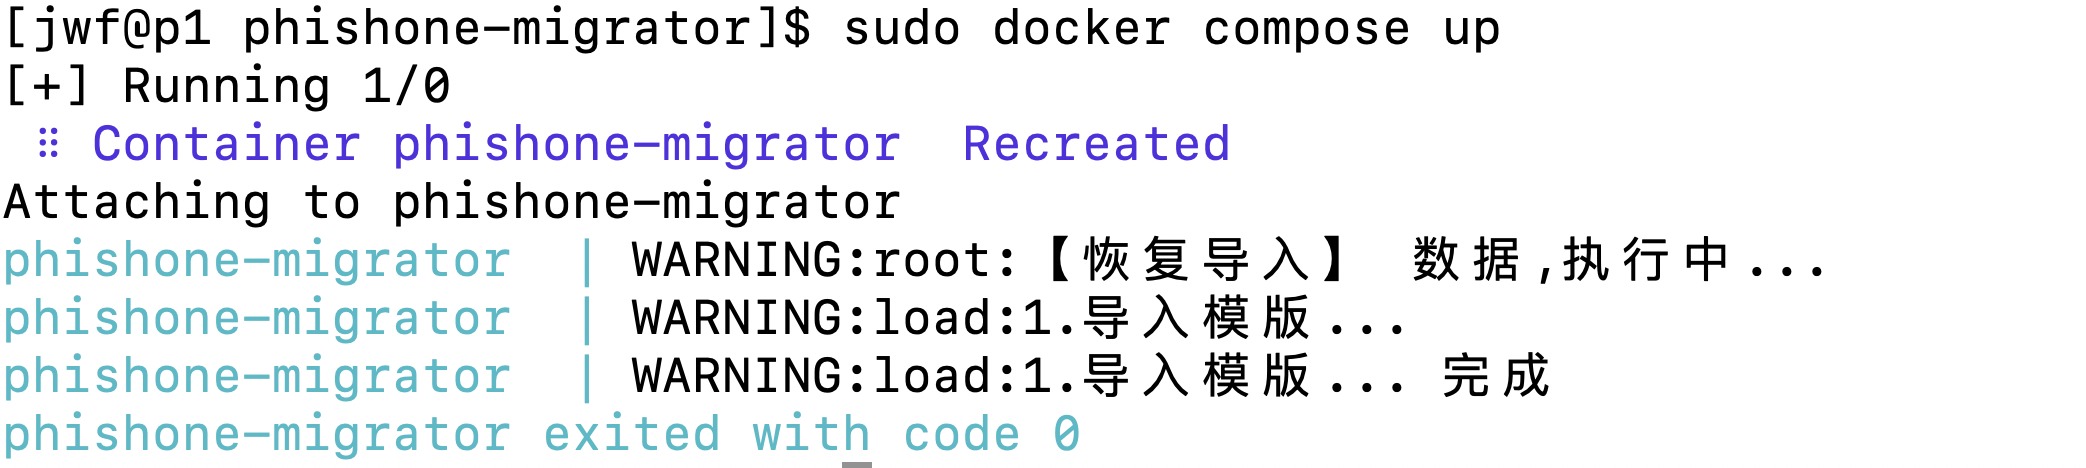 [jwf@p1 phishone-migrator]$ sudo docker compose up
[+] Running 1/0
⠿ Container phishone-migrator  Recreated
Attaching to phishone-migrator
phishone-migrator  | WARNING:root:【恢复导入】 数据,执行中...
phishone-migrator  | WARNING:load:1.导入模版...
phishone-migrator  | WARNING:load:1.导入模版... 完成
phishone-migrator exited with code 0